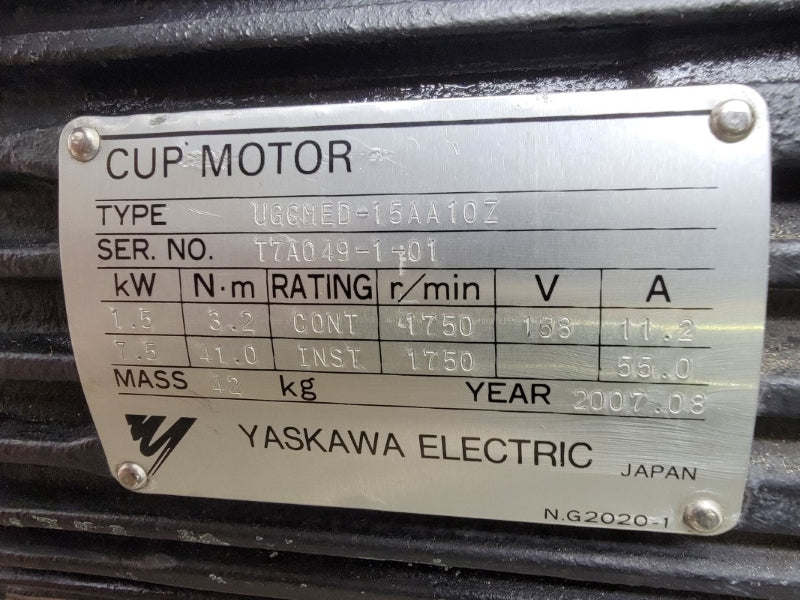 CUP MOTOR
TYPE UGCMED-15AA10Z
SER. NO. T7A049-1-01
kW N·m RATING r/min V A
1.5 3.2 CONT 1750 11.2
7.5 41.0 INST 1750 55.0
MASS 42 kg YEAR 2007.08
YASKAWA ELECTRIC JAPAN
N.G2020-1